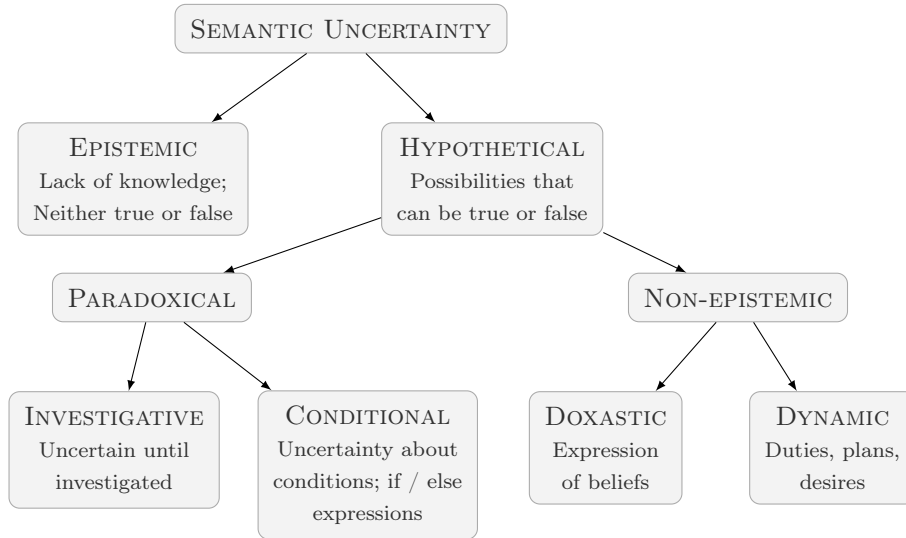 SEMANTIC UNCERTAINTY
EPISTEMIC
Lack of knowledge;
Neither true or false
HYPOTHETICAL
Possibilities that
can be true or false
PARADOXICAL
NON-EPISTEMIC
INVESTIGATIVE
Uncertain until
investigated
CONDITIONAL
Uncertainty about
conditions; if / else
expressions
DOXASTIC
Expression
of beliefs
DYNAMIC
Duties, plans,
desires